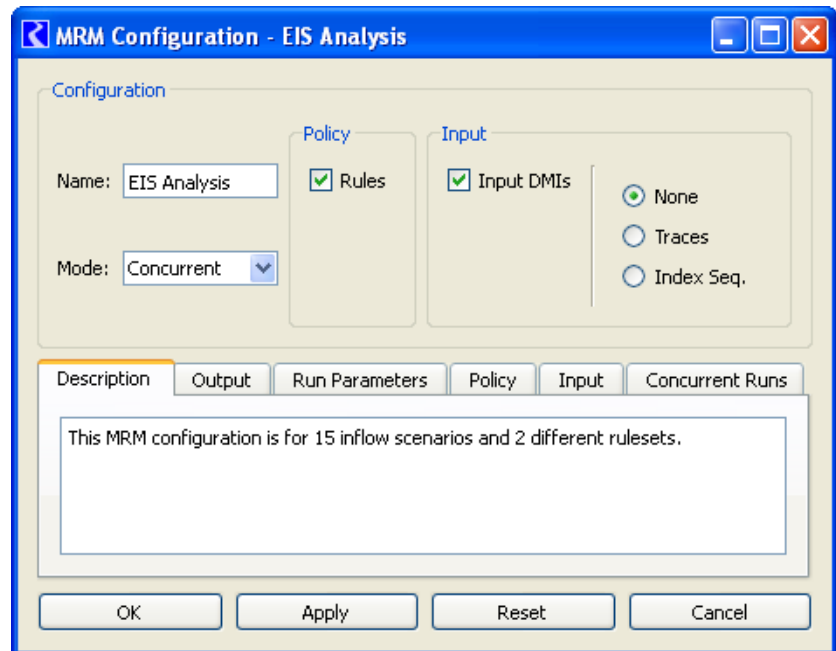 MRM Configuration - EIS Analysis
Configuration
Policy
Input
Name: EIS Analysis
Rules
Input DMIs
None
Traces
Mode: Concurrent
Index Seq.
Description Output Run Parameters Policy Input Concurrent Runs
This MRM configuration is for 15 inflow scenarios and 2 different rulesets.
OK Apply Reset Cancel